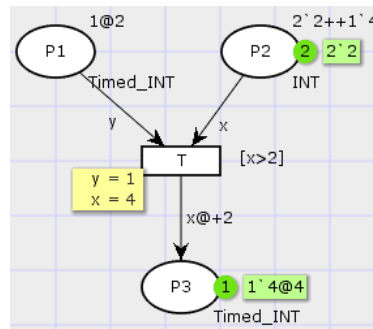 1@2
2`2++1`4
P1
P2
2
2`2
Timed_INT
INT
y
x
T
[x>2]
y = 1
x = 4
x@+2
P3
1
1`4@4
Timed_INT